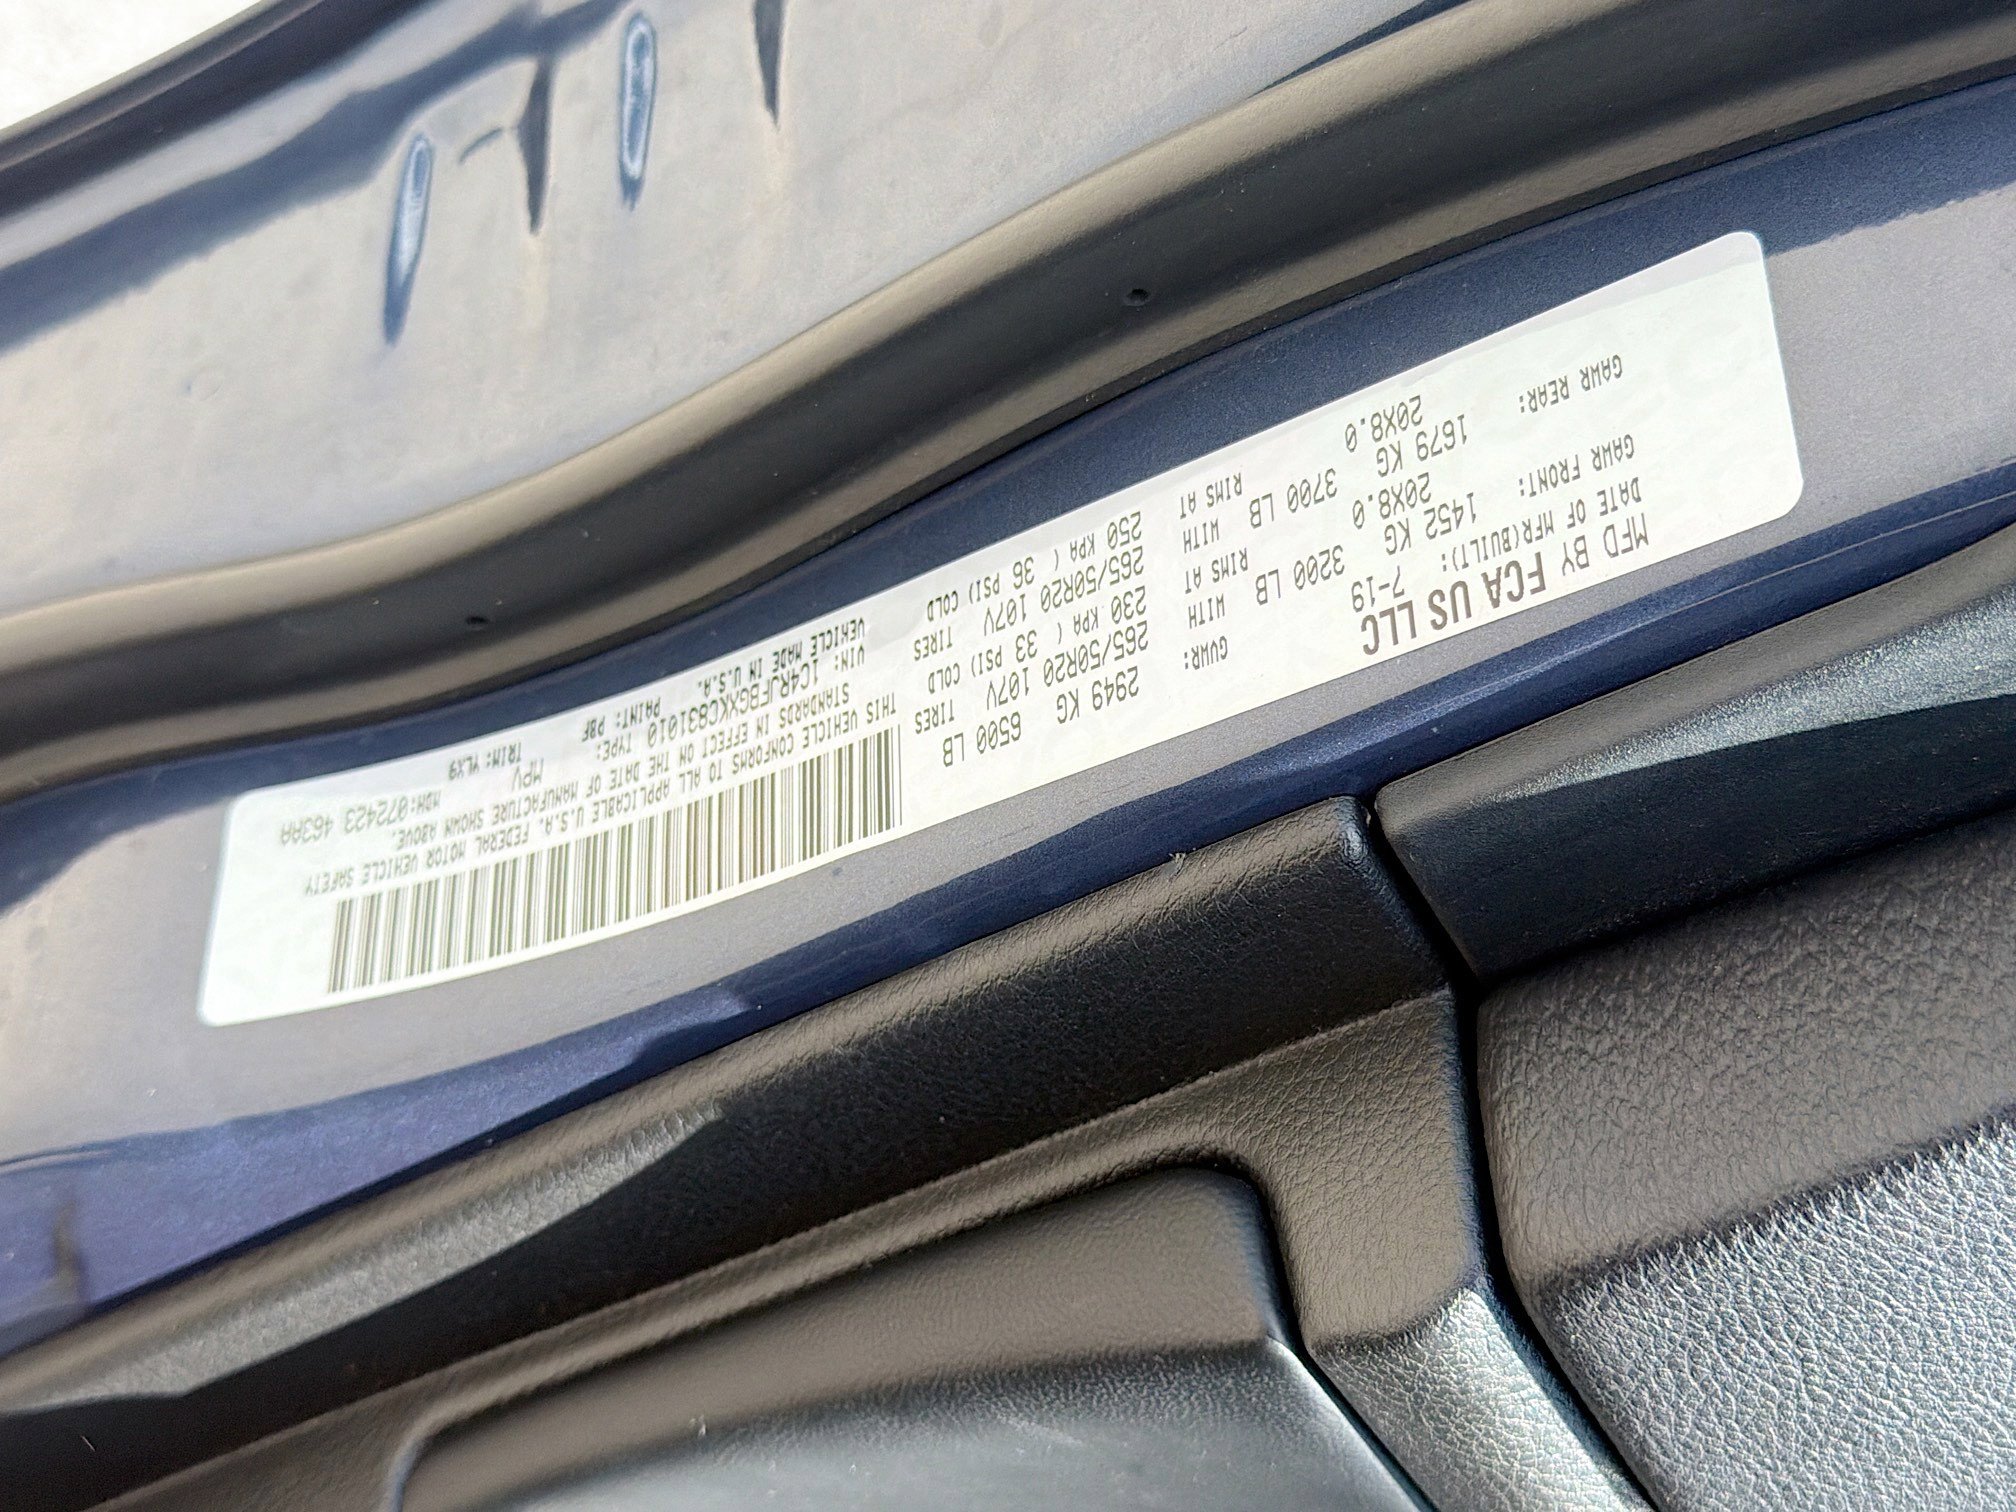 MFD BY FCA US LLC
DATE OF MFR(BUILT): 7-19 GVWR: 2949 KG 6500 LB
GAWR FRONT: 1452 KG 3200 LB WITH TIRES 265/50R20 107V
20X8.0 RIMS AT 230 KPA ( 33 PSI) COLD
GAWR REAR: 1679 KG 3700 LB WITH TIRES 265/50R20 107V
20X8.0 RIMS AT 250 KPA ( 36 PSI) COLD
THIS VEHICLE CONFORMS TO ALL APPLICABLE U.S.A. FEDERAL MOTOR VEHICLE SAFETY
STANDARDS IN EFFECT ON THE DATE OF MANUFACTURE SHOWN ABOVE.
VIN: 1C4RJFBGXKC831010 TYPE: MPV MDH:072423 463AA
VEHICLE MADE IN U.S.A. PAINT: PBF TRIM: